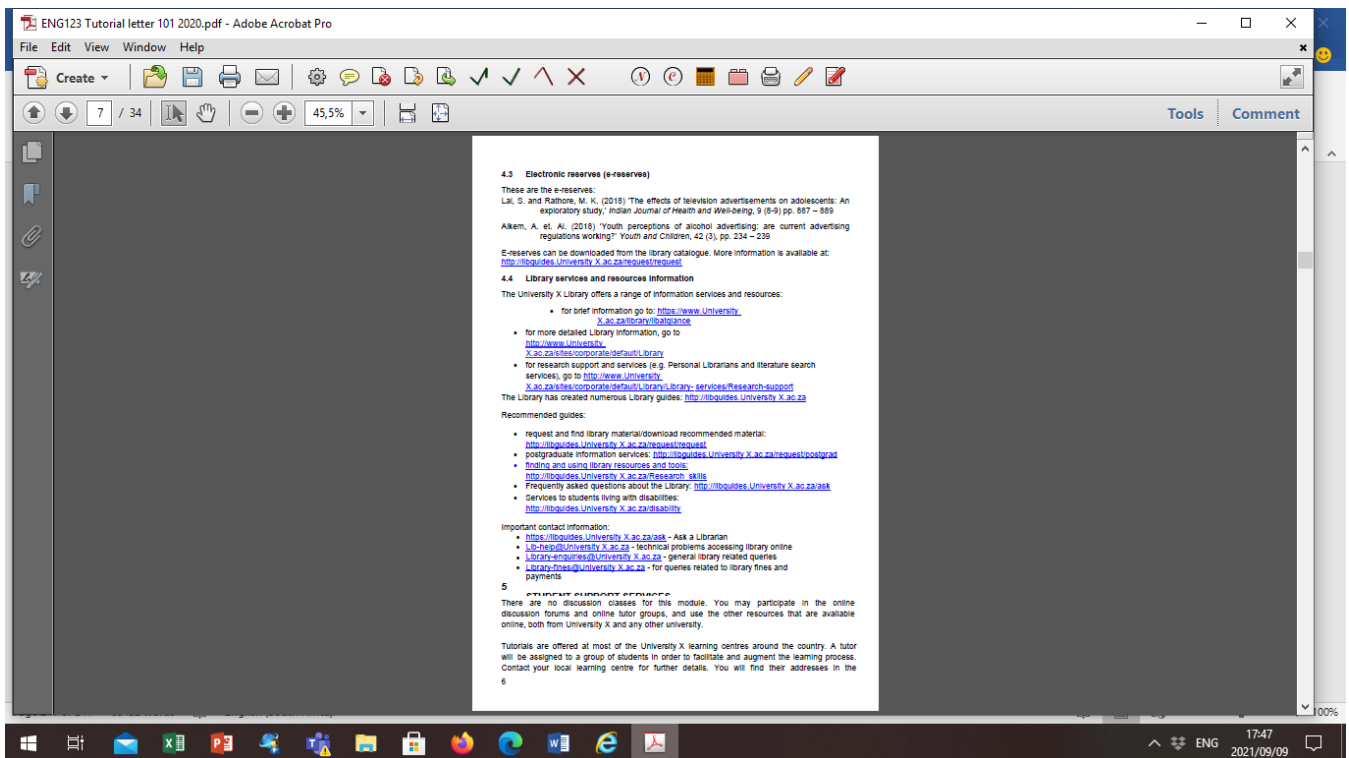 ENG123 Tutorial letter 101 2020.pdf - Adobe Acrobat Pro
File Edit View Window Help
Create
7 / 34 45,5% Tools Comment
4.3 Electronic reserves (e-reserves)
These are the e-reserves:
Lal, S. and Rathore, M. K. (2018) 'The effects of television advertisements on adolescents: An
exploratory study,' Indian Journal of Health and Well-being, 9 (8-9) pp. 887 – 889
Aiken, A. et. Al. (2018) 'Youth perceptions of alcohol advertising: are current advertising
regulations working?' Youth and Children, 42 (3), pp. 234 – 239
E-reserves can be downloaded from the library catalogue. More information is available at:
http://libguides.University X.ac.za/request/request
4.4 Library services and resources information
The University X Library offers a range of information services and resources:
• for brief information go to: https://www.University
X.ac.za/library/libatglance
• for more detailed Library information, go to
http://www.University
X.ac.za/sites/corporate/default/Library
• for research support and services (e.g. Personal Librarians and literature search
services), go to http://www.University
X.ac.za/sites/corporate/default/Library/Library- services/Research-support
The Library has created numerous Library guides: http://libguides.University X.ac.za
Recommended guides:
• request and find library material/download recommended material:
http://libguides.University X.ac.za/request/request
• postgraduate information services: http://libguides.University X.ac.za/request/postgrad
• finding and using library resources and tools:
http://libguides.University X.ac.za/Research_skills
• Frequently asked questions about the Library: http://libguides.University X.ac.za/ask
• Services to students living with disabilities:
http://libguides.University X.ac.za/disability
Important contact information:
• https://libguides.University X.ac.za/ask - Ask a Librarian
• Lib-help@University X.ac.za - technical problems accessing library online
• Library-enquiries@University X.ac.za - general library related queries
• Library-fines@University X.ac.za - for queries related to library fines and
payments
5
STUDENT SUPPORT SERVICES
There are no discussion classes for this module. You may participate in the online
discussion forums and online tutor groups, and use the other resources that are available
online, both from University X and any other university.
Tutorials are offered at most of the University X learning centres around the country. A tutor
will be assigned to a group of students in order to facilitate and augment the learning process.
Contact your local learning centre for further details. You will find their addresses in the
6
100%
ENG
17:47
2021/09/09